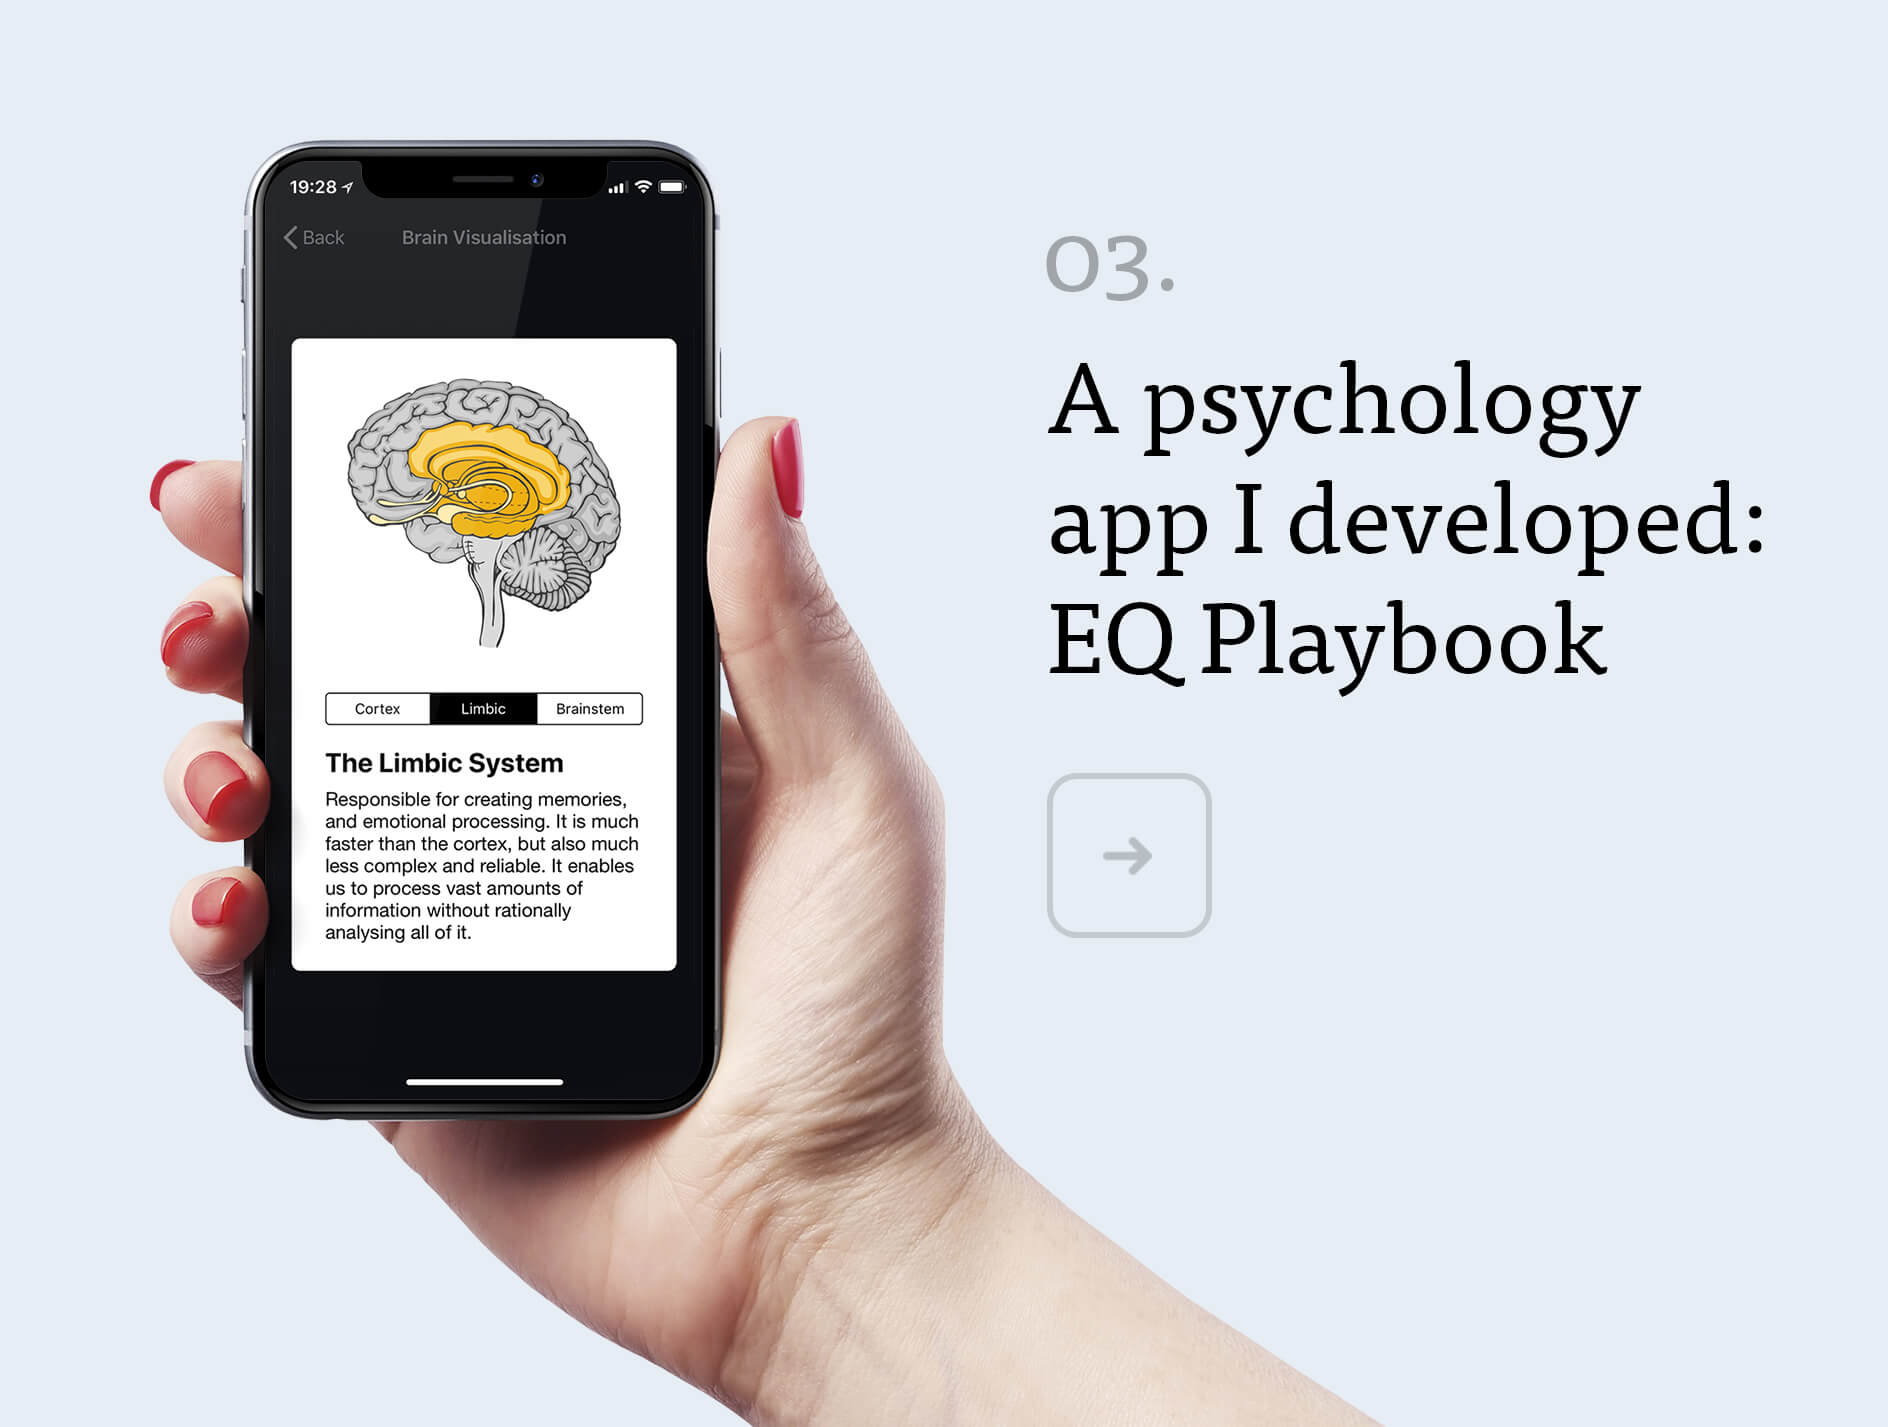 19:28
Back
Brain Visualisation
Cortex
Limbic
Brainstem
The Limbic System
Responsible for creating memories,
and emotional processing. It is much
faster than the cortex, but also much
less complex and reliable. It enables
us to process vast amounts of
information without rationally
analysing all of it.
03.
A psychology
app I developed:
EQ Playbook